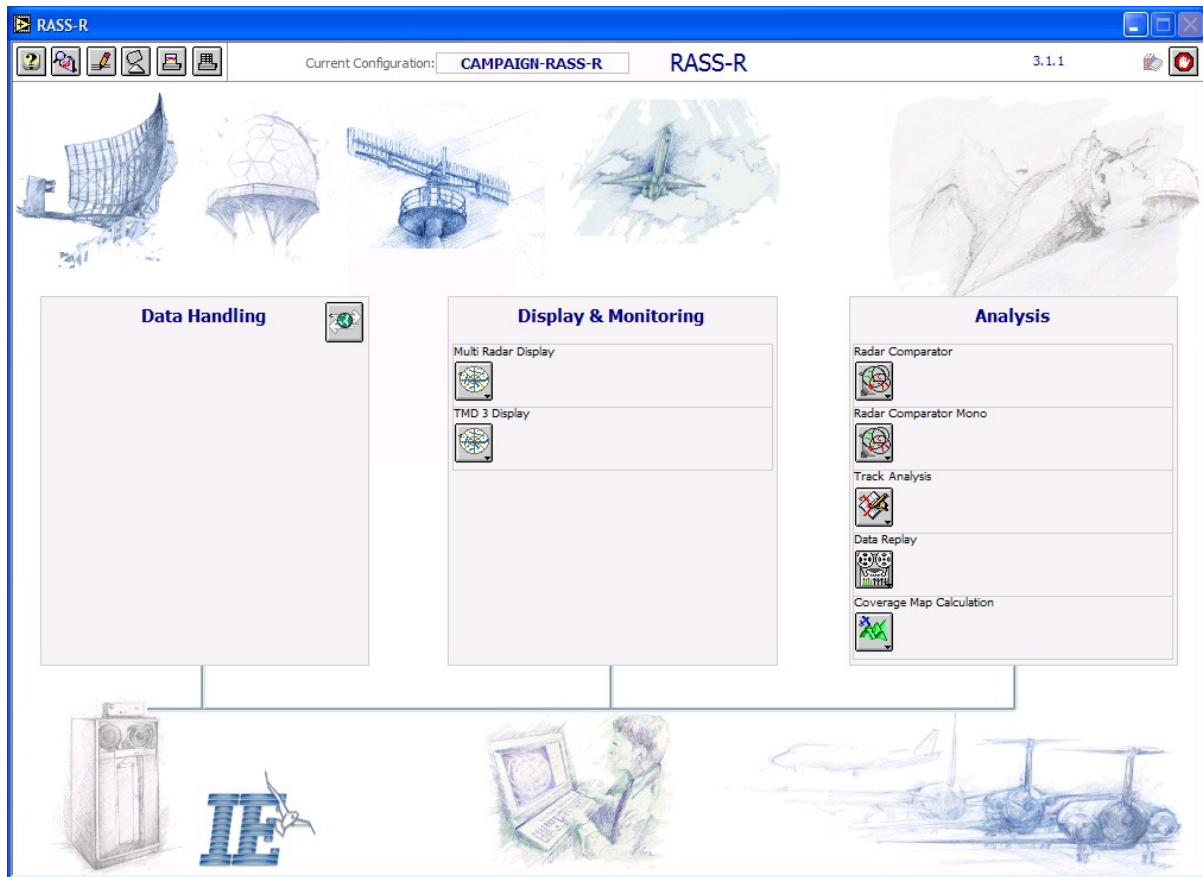 RASS-R
Current Configuration: CAMPAIGN-RASS-R RASS-R 3.1.1
Data Handling
Display & Monitoring
Multi Radar Display
TMD 3 Display
Analysis
Radar Comparator
Radar Comparator Mono
Track Analysis
Data Replay
Coverage Map Calculation
IE